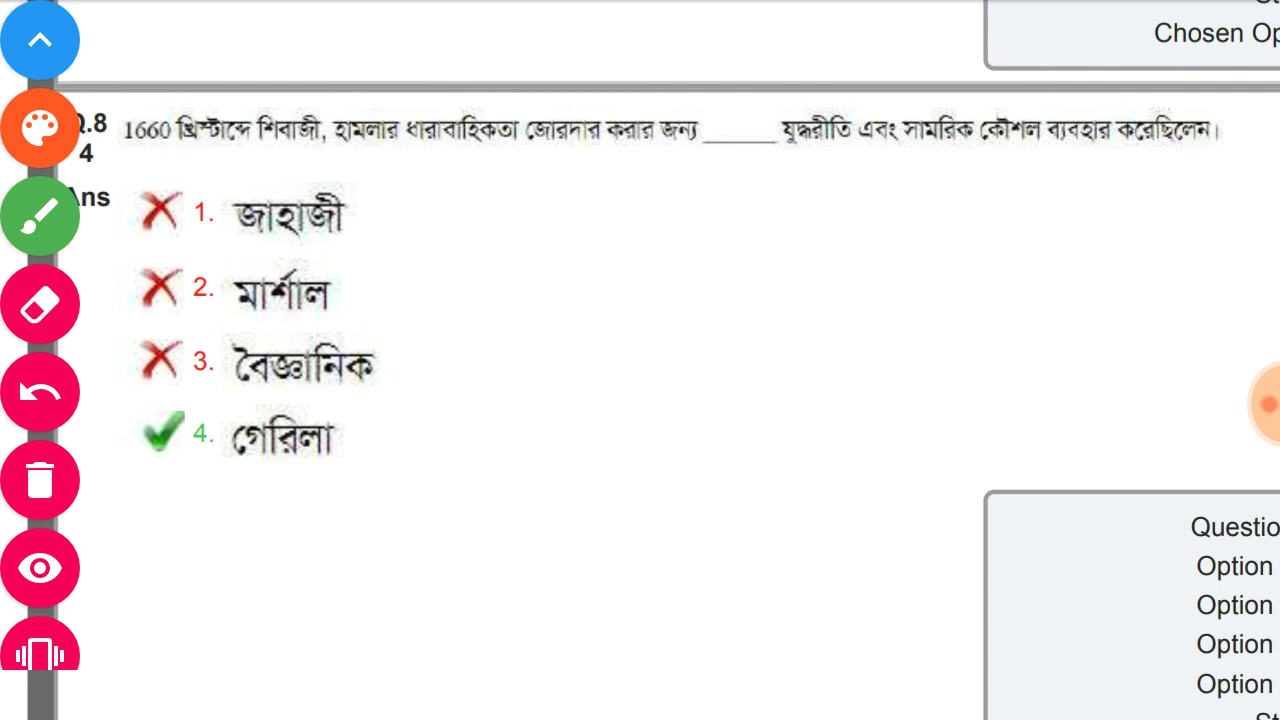 Chosen Op
Q.8
4
1660 খ্রিস্টাব্দে শিবাজী, হামলার ধারাবাহিকতা জোরদার করার জন্য ______ যুদ্ধরীতি এবং সামরিক কৌশল ব্যবহার করেছিলেন।
Ans
1. জাহাজী
2. মার্শাল
3. বৈজ্ঞানিক
4. গেরিলা
Questio
Option
Option
Option
Option